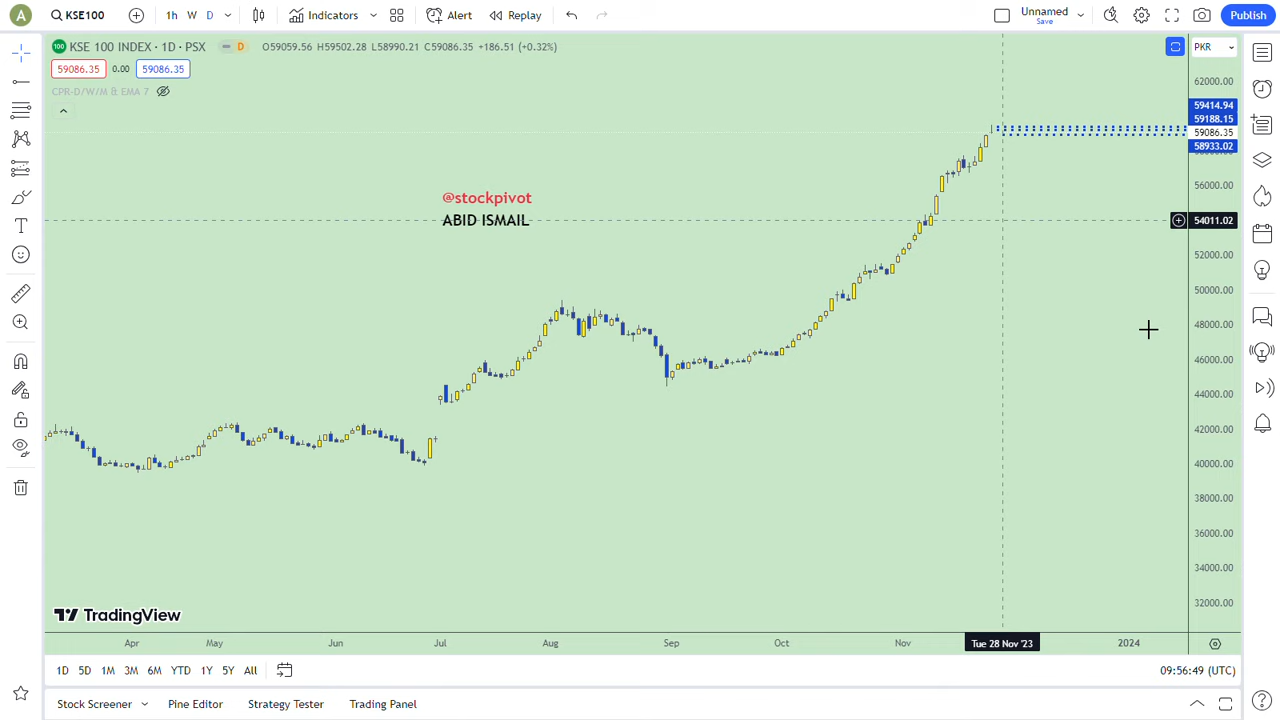 A
KSE100
1h W D
Indicators
Alert
Replay
Unnamed
Save
Publish
100 KSE 100 INDEX · 1D · PSX
D
O59059.56 H59502.28 L58990.21 C59086.35 +186.51 (+0.32%)
PKR
59086.35 0.00 59086.35
CPR-D/W/M & EMA 7
62000.00
59414.94
59188.15
59086.35
58933.02
56000.00
54011.02
52000.00
50000.00
48000.00
46000.00
44000.00
42000.00
40000.00
38000.00
36000.00
34000.00
32000.00
@stockpivot
ABID ISMAIL
TradingView
Apr May Jun Jul Aug Sep Oct Nov Tue 28 Nov '23 2024
1D 5D 1M 3M 6M YTD 1Y 5Y All
09:56:49 (UTC)
Stock Screener Pine Editor Strategy Tester Trading Panel